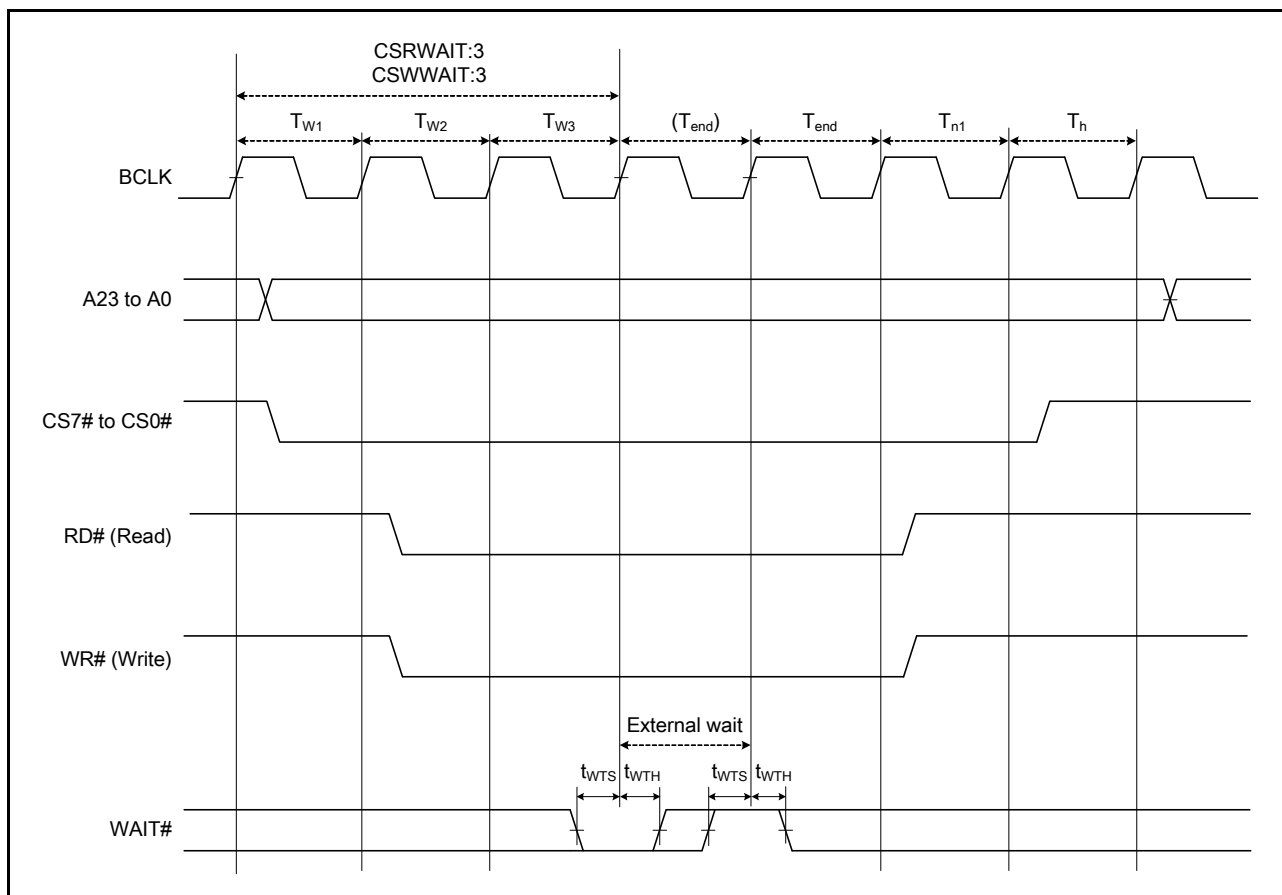 CSRWAIT:3
CSWWAIT:3
TW1 TW2 TW3 (Tend) Tend Tn1 Th
BCLK
A23 to A0
CS7# to CS0#
RD# (Read)
WR# (Write)
External wait
tWTS tWTH tWTS tWTH
WAIT#